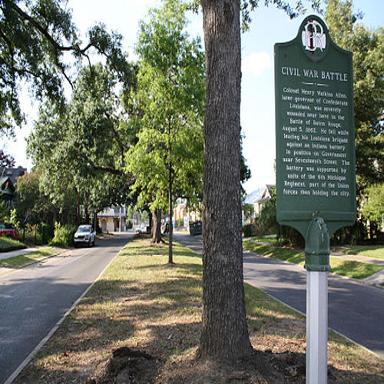 CIVIL WAR BATTLE
Colonel Henry Watkins Allen,
later governor of Confederate
Louisiana, was severely
wounded near here in the
Battle of Baton Rouge,
August 5, 1862. He fell while
leading his Louisiana brigade
against an Indiana battery
in position on Government
near Seventeenth Street. The
battery was supported by
units of the 6th Michigan
Regiment, part of the Union
forces then holding the city.